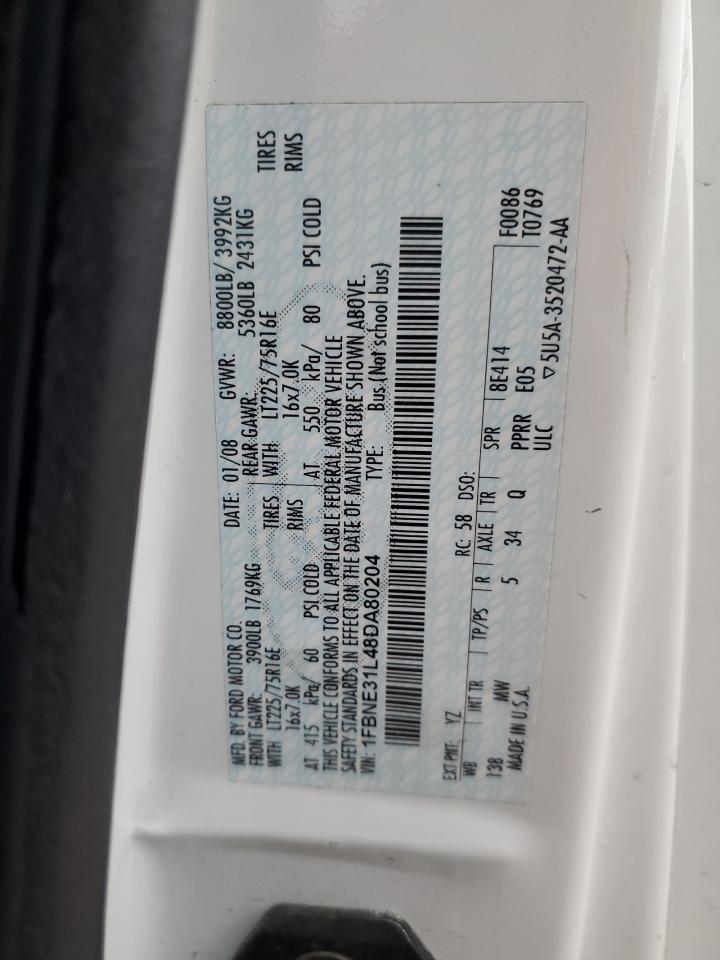 MFD. BY FORD MOTOR CO. DATE: 01/08 GVWR: 8800LB/ 3992KG
FRONT GAWR: 3900LB 1769KG REAR GAWR: 5360LB 2431KG
WITH LT225/75R16E TIRES WITH LT225/75R16E TIRES
16x7.0K RIMS 16x7.0K RIMS
AT 415 kPa/ 60 PSI COLD AT 550 kPa/ 80 PSI COLD
THIS VEHICLE CONFORMS TO ALL APPLICABLE FEDERAL MOTOR VEHICLE
SAFETY STANDARDS IN EFFECT ON THE DATE OF MANUFACTURE SHOWN ABOVE.
VIN: 1FBNE31L48DA80204 TYPE: Bus (Not school bus)
EXT PNT: YZ RC: 58 DSO: F0086
WB INT TR TP/PS R AXLE TR SPR 8E414 T0769
138 MW 5 34 Q PPRR E05
MADE IN U.S.A. ULC ▽5U5A-3520472-AA